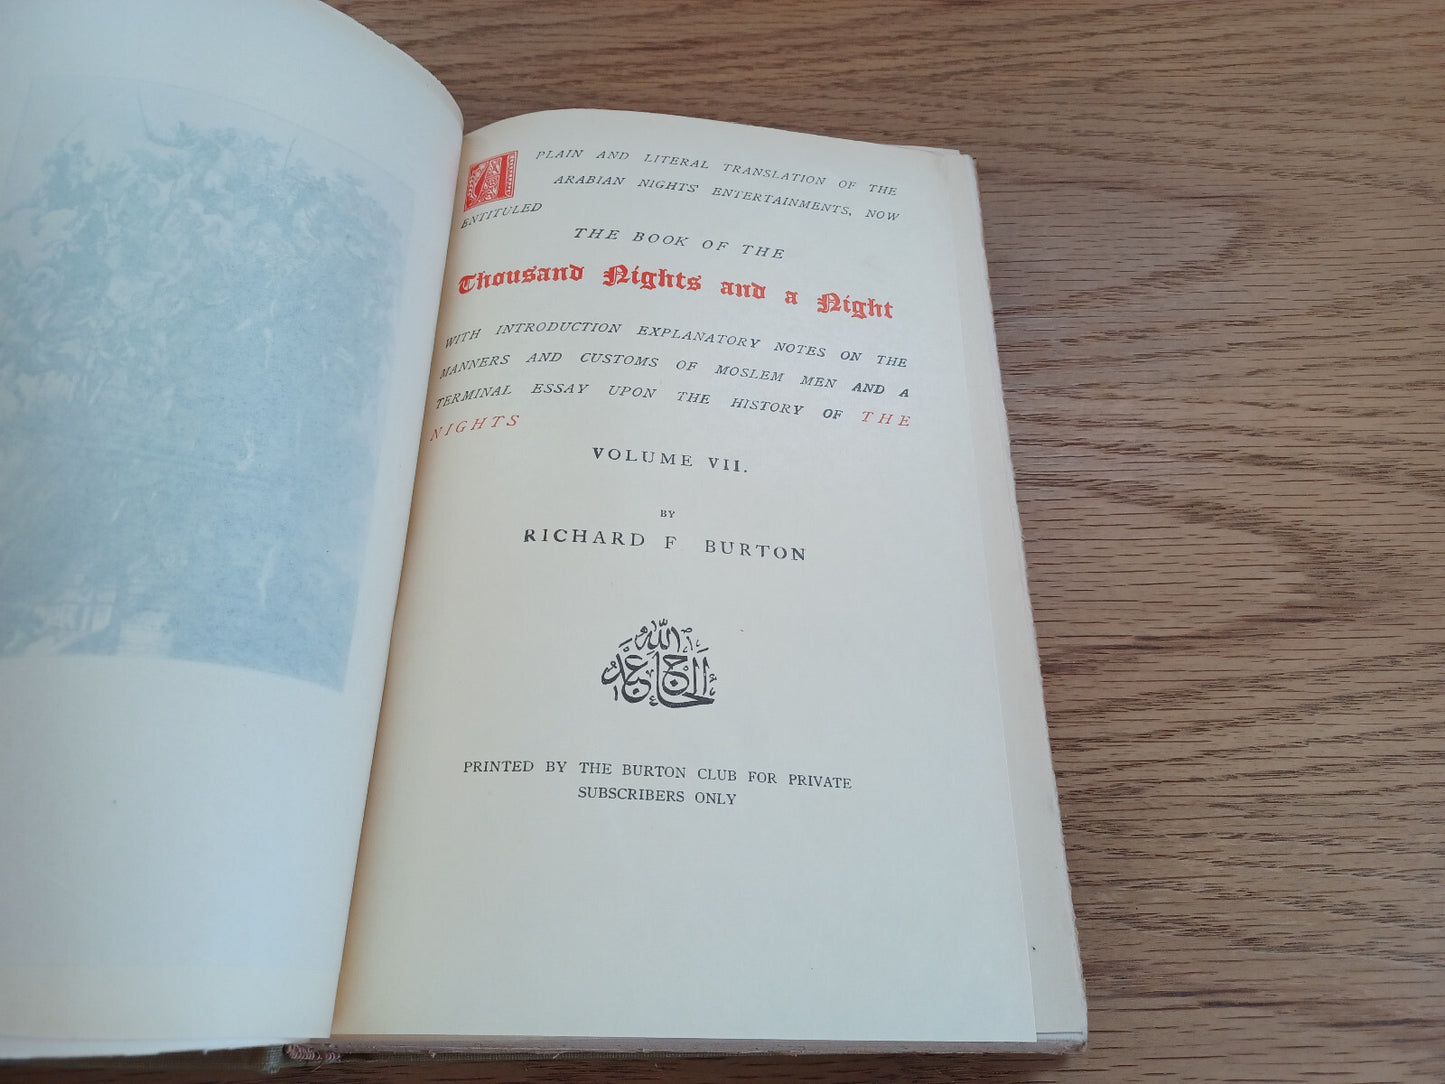 A PLAIN AND LITERAL TRANSLATION OF THE
ARABIAN NIGHTS' ENTERTAINMENTS, NOW
ENTITULED
THE BOOK OF THE
Thousand Nights and a Night
WITH INTRODUCTION EXPLANATORY NOTES ON THE
MANNERS AND CUSTOMS OF MOSLEM MEN AND A
TERMINAL ESSAY UPON THE HISTORY OF THE
NIGHTS
VOLUME VII.
BY
RICHARD F BURTON
الحاج عبدالله
PRINTED BY THE BURTON CLUB FOR PRIVATE
SUBSCRIBERS ONLY